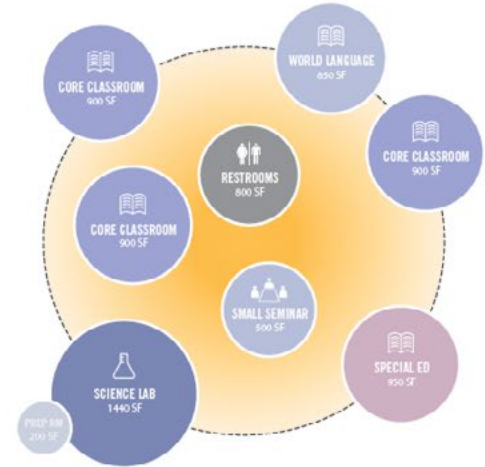 WORLD LANGUAGE
850 SF
CORE CLASSROOM
900 SF
CORE CLASSROOM
900 SF
RESTROOMS
800 SF
CORE CLASSROOM
900 SF
SMALL SEMINAR
500 SF
SPECIAL ED
950 SF
SCIENCE LAB
1440 SF
PREP RM
200 SF